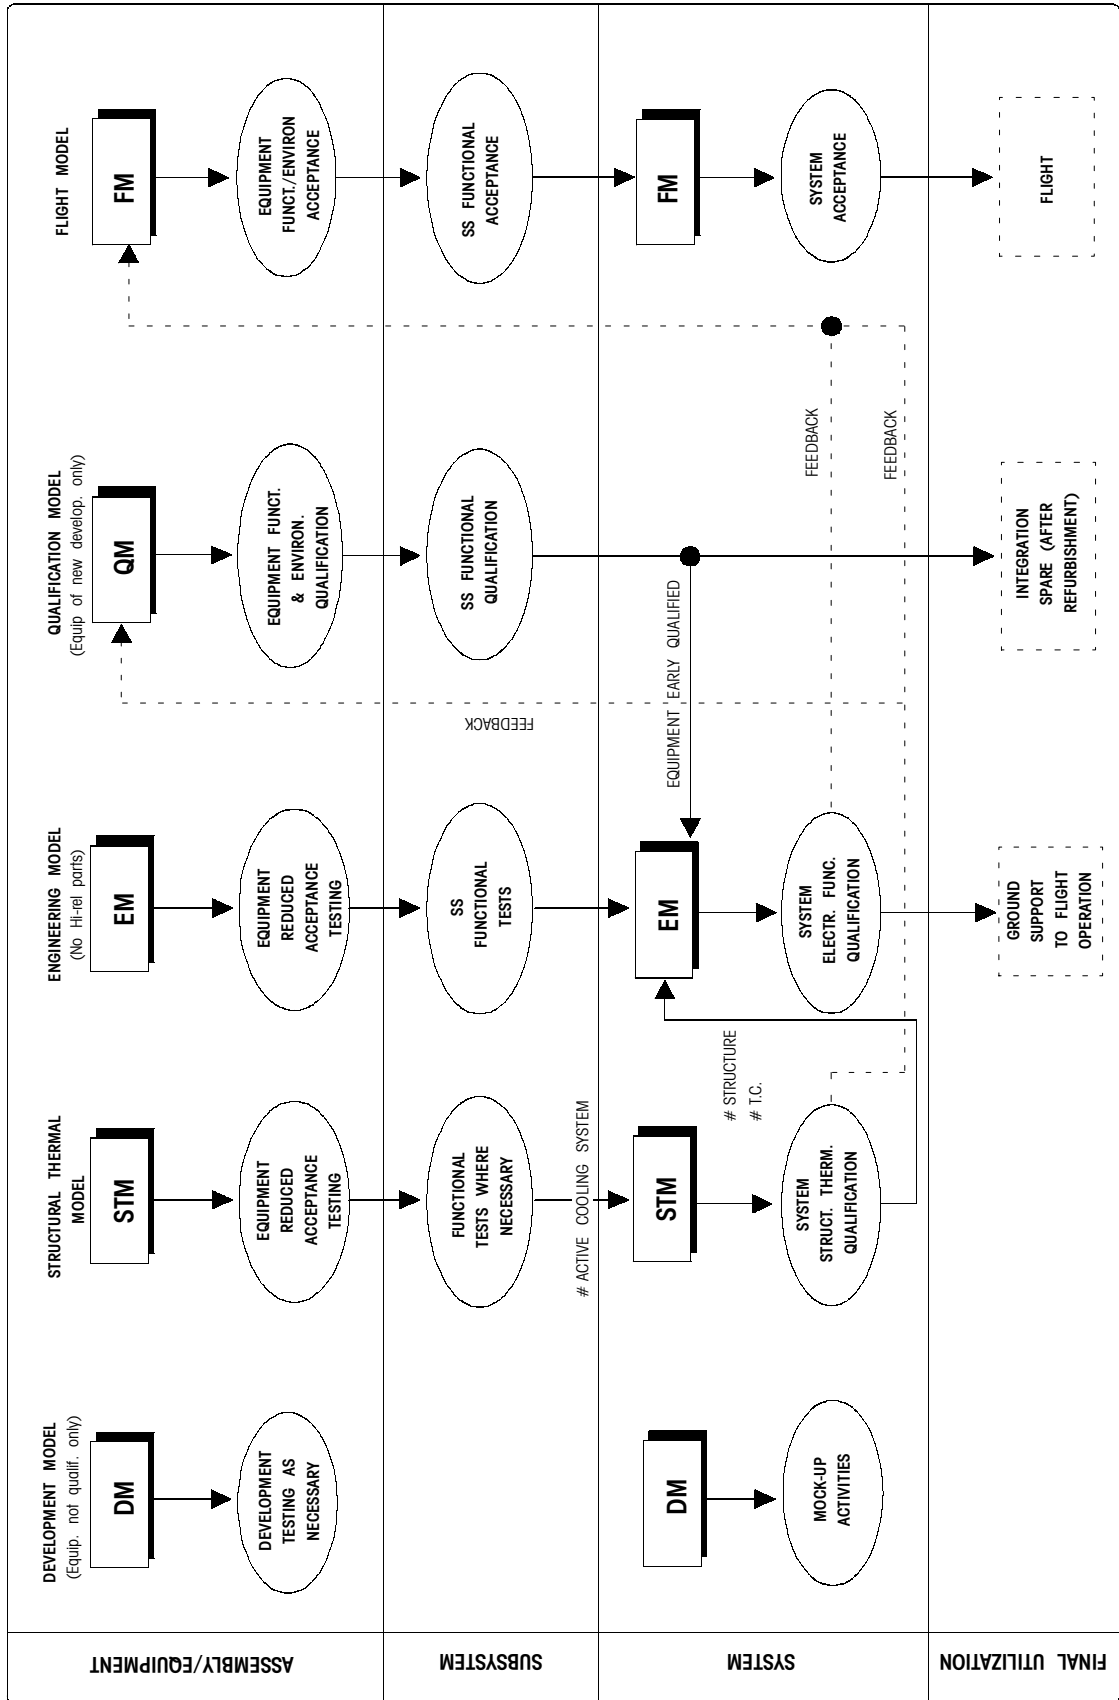 ASSEMBLY/EQUIPMENT
DEVELOPMENT MODEL
(Equip. not qualif. only)
DM
DEVELOPMENT
TESTING AS
NECESSARY
STRUCTURAL THERMAL
MODEL
STM
EQUIPMENT
REDUCED
ACCEPTANCE
TESTING
ENGINEERING MODEL
(No Hi-rel parts)
EM
EQUIPMENT
REDUCED
ACCEPTANCE
TESTING
QUALIFICATION MODEL
(Equip of new develop. only)
QM
EQUIPMENT FUNCT.
& ENVIRON.
QUALIFICATION
FLIGHT MODEL
FM
EQUIPMENT
FUNCT./ENVIRON
ACCEPTANCE
SUBSYSTEM
FUNCTIONAL
TESTS WHERE
NECESSARY
SS
FUNCTIONAL
TESTS
FEEDBACK
SS FUNCTIONAL
QUALIFICATION
SS FUNCTIONAL
ACCEPTANCE
# ACTIVE COOLING SYSTEM
SYSTEM
DM
MOCK-UP
ACTIVITIES
STM
SYSTEM
STRUCT. THERM.
QUALIFICATION
# STRUCTURE
# T.C.
EM
SYSTEM
ELECTR. FUNC.
QUALIFICATION
EQUIPMENT EARLY QUALIFIED
FEEDBACK
FEEDBACK
FM
SYSTEM
ACCEPTANCE
FINAL UTILIZATION
GROUND
SUPPORT
TO FLIGHT
OPERATION
INTEGRATION
SPARE (AFTER
REFURBISHMENT)
FLIGHT